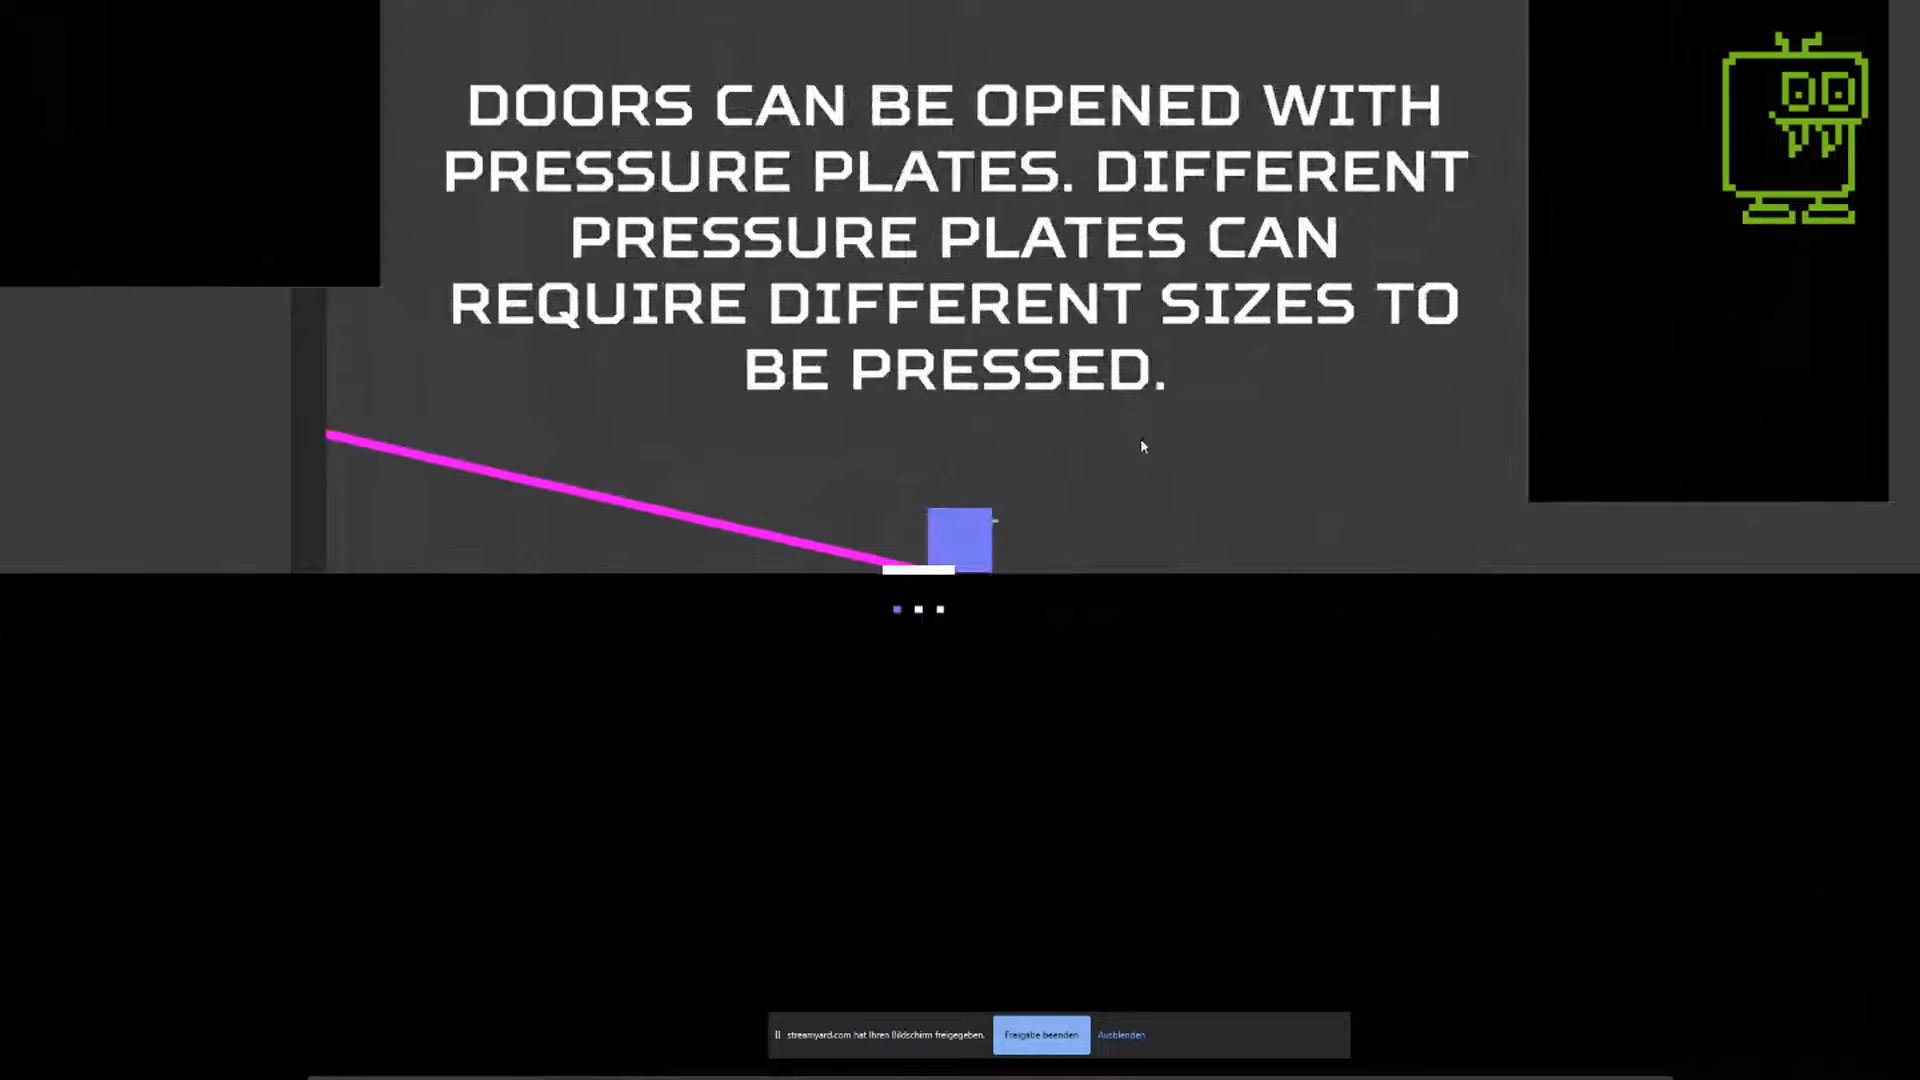 DOORS CAN BE OPENED WITH
PRESSURE PLATES. DIFFERENT
PRESSURE PLATES CAN
REQUIRE DIFFERENT SIZES TO
BE PRESSED.
streamyard.com hat Ihren Bildschirm freigegeben. Freigabe beenden Ausblenden